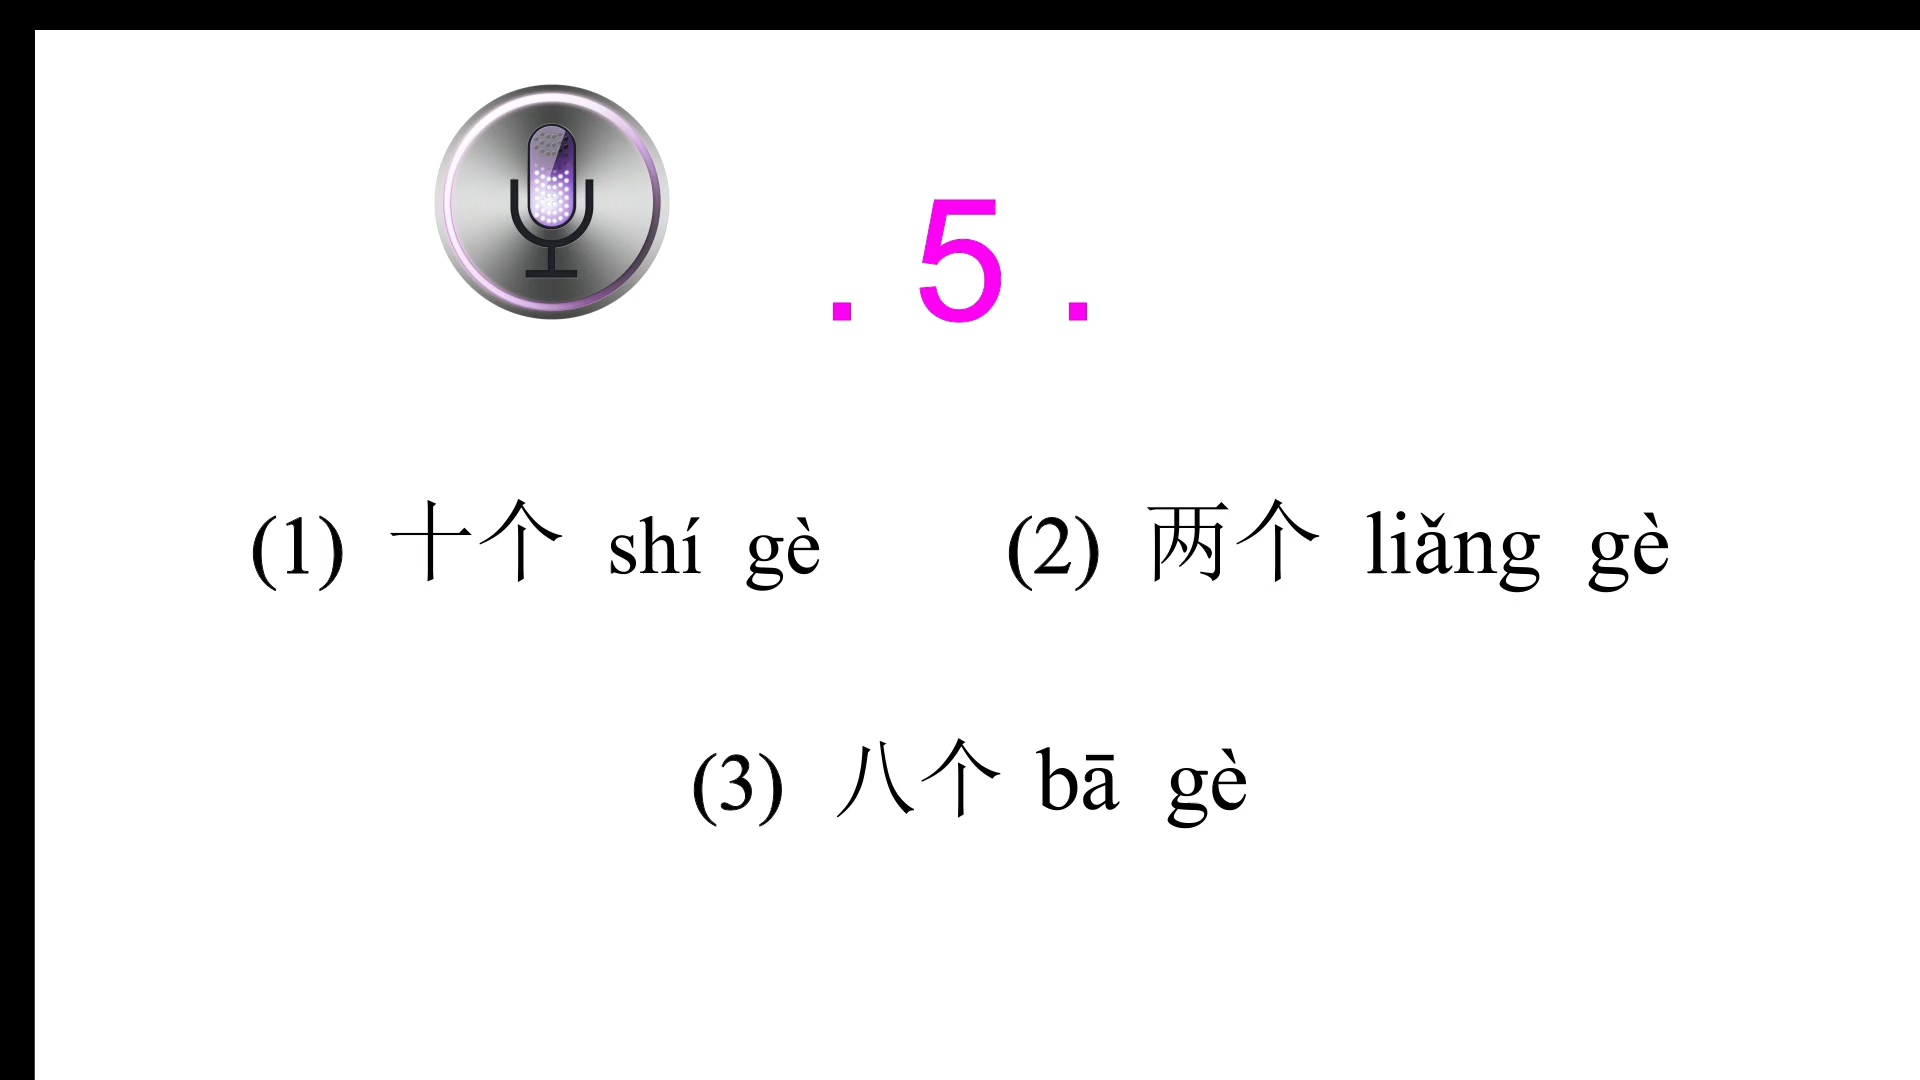 . 5 .
(1) 十个 shí gè (2) 两个 liǎng gè
(3) 八个 bā gè